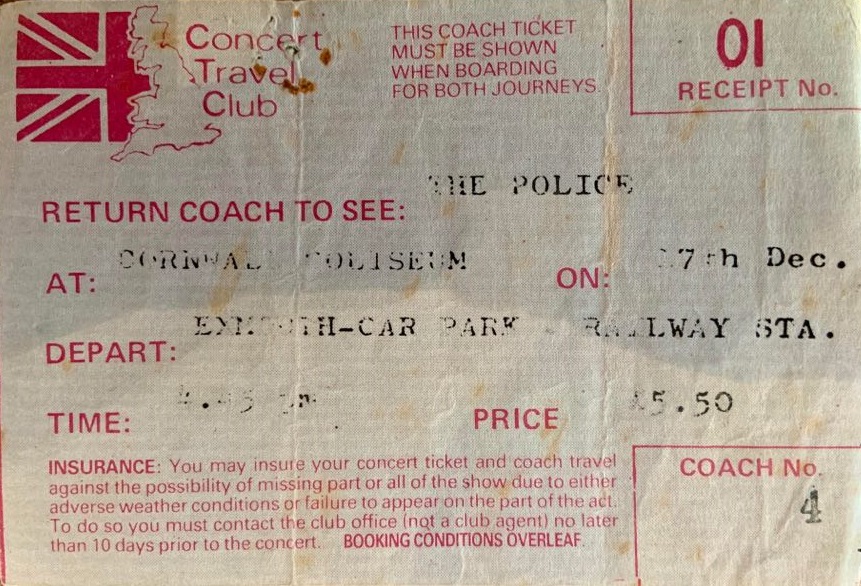 Concert
Travel
Club
THIS COACH TICKET
MUST BE SHOWN
WHEN BOARDING
FOR BOTH JOURNEYS.
01
RECEIPT No.
RETURN COACH TO SEE: THE POLICE
AT: CORNWALL COLISEUM ON: 17th Dec.
DEPART: EXMOUTH-CAR PARK - RAILWAY STA.
TIME: PRICE £5.50
INSURANCE: You may insure your concert ticket and coach travel
against the possibility of missing part or all of the show due to either
adverse weather conditions or failure to appear on the part of the act.
To do so you must contact the club office (not a club agent) no later
than 10 days prior to the concert. BOOKING CONDITIONS OVERLEAF.
COACH No.
4